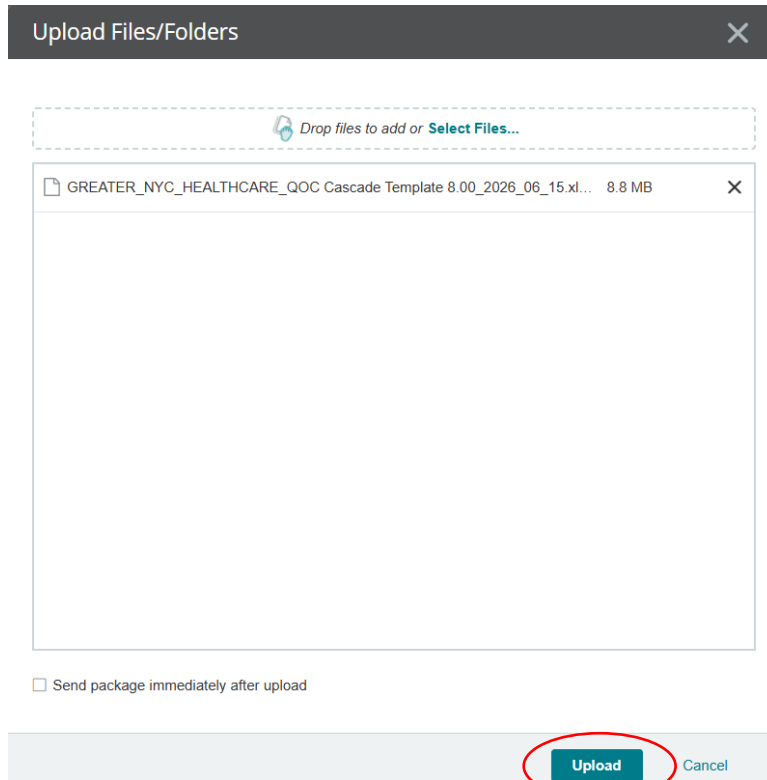 Upload Files/Folders
Drop files to add or Select Files...
GREATER_NYC_HEALTHCARE_QOC Cascade Template 8.00_2026_06_15.xl... 8.8 MB
Send package immediately after upload
Upload Cancel